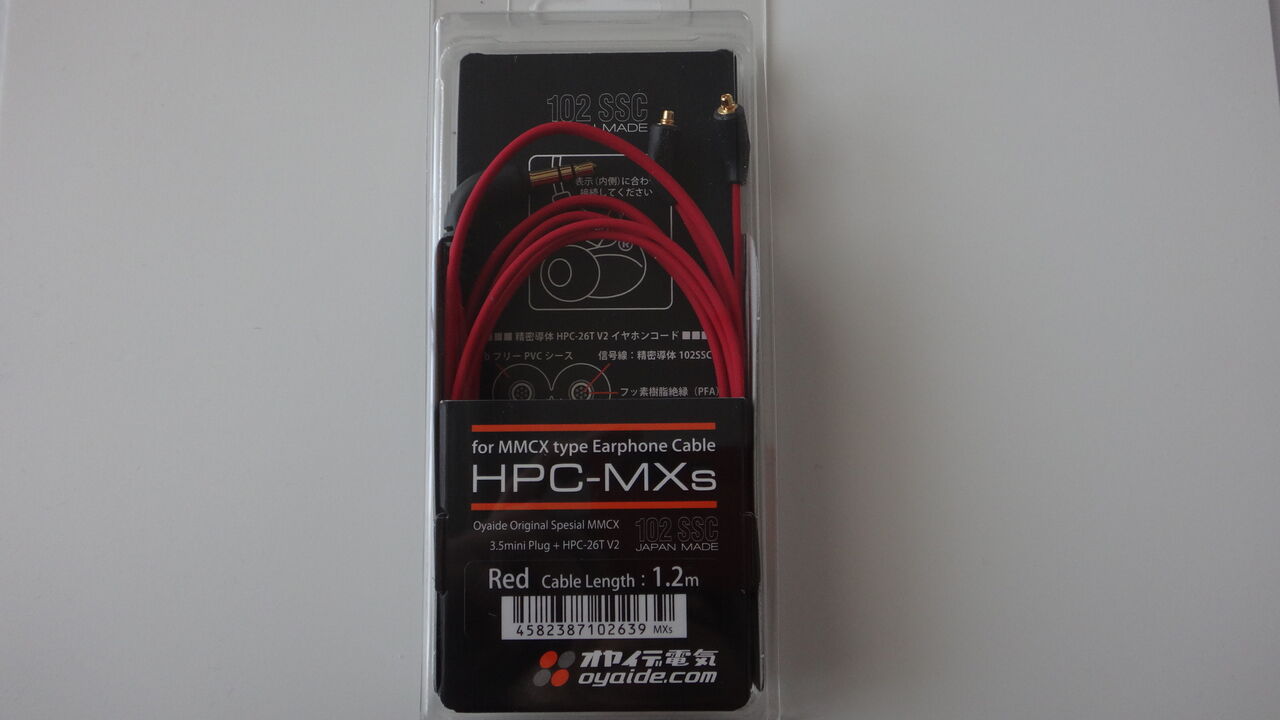 102 SSC
MADE
表示（内側）に合わ
接続してください
®
精密導体 HPC-26T V2 イヤホンコード
フリー PVC シース 信号線：精密導体 102SSC
フッ素樹脂絶縁（PFA）
for MMCX type Earphone Cable
HPC-MXs
Oyaide Original Spesial MMCX
3.5mini Plug + HPC-26T V2
102 SSC
JAPAN MADE
Red Cable Length : 1.2m
4582387102639 MXs
オヤイデ電気
oyaide.com